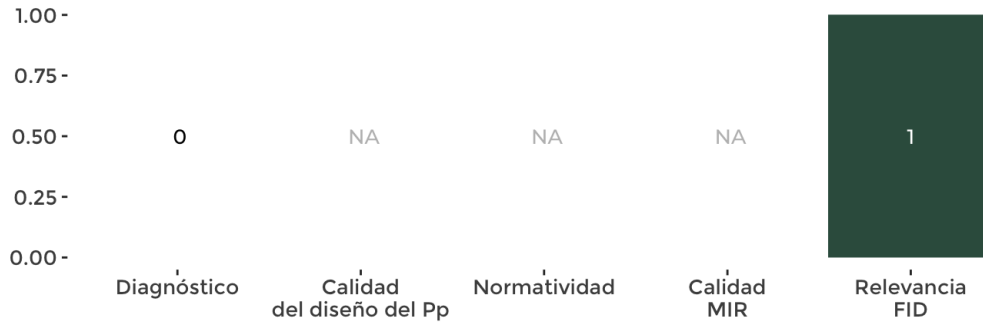 1.00
0.75
0.50
0.25
0.00
0
NA
NA
NA
1
Diagnóstico
Calidad
del diseño del Pp
Normatividad
Calidad
MIR
Relevancia
FID